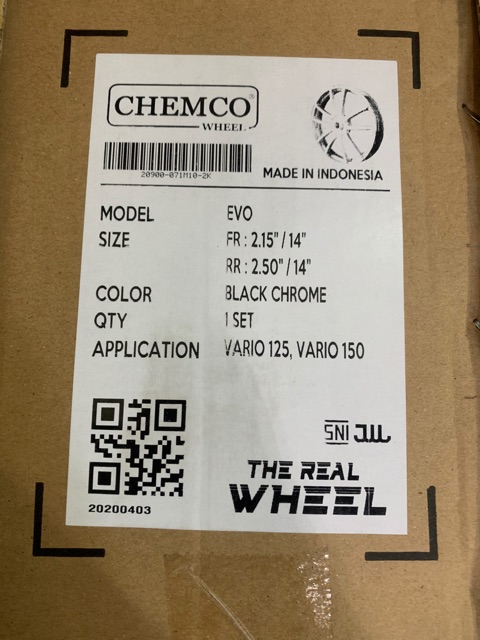 CHEMCO
WHEEL
20900-071M10-2K
MADE IN INDONESIA
MODEL EVO
SIZE FR : 2.15" / 14"
RR : 2.50" / 14"
COLOR BLACK CHROME
QTY 1 SET
APPLICATION VARIO 125, VARIO 150
SNI JWL
THE REAL
WHEEL
20200403